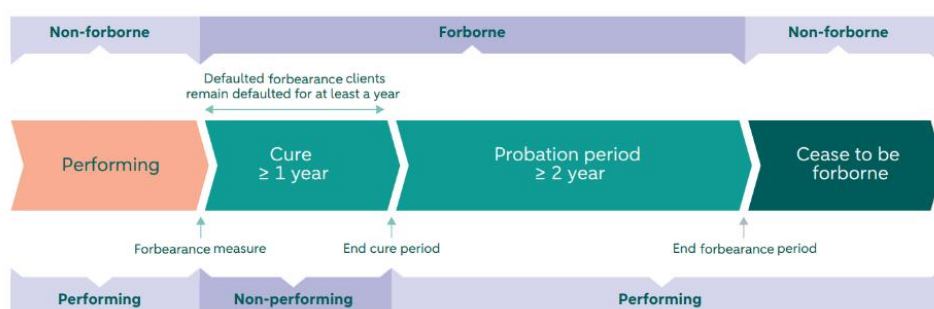 Non-forborne
Forborne
Non-forborne
Defaulted forbearance clients
remain defaulted for at least a year
Performing
Cure
≥ 1 year
Probation period
≥ 2 year
Cease to be
forborne
Forbearance measure
End cure period
End forbearance period
Performing
Non-performing
Performing